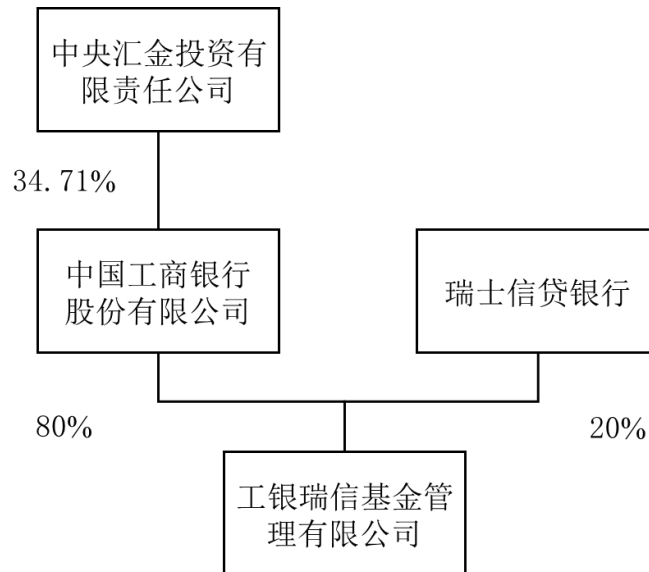 中央汇金投资有
限责任公司
34.71%
中国工商银行
股份有限公司
瑞士信贷银行
80%
20%
工银瑞信基金管
理有限公司